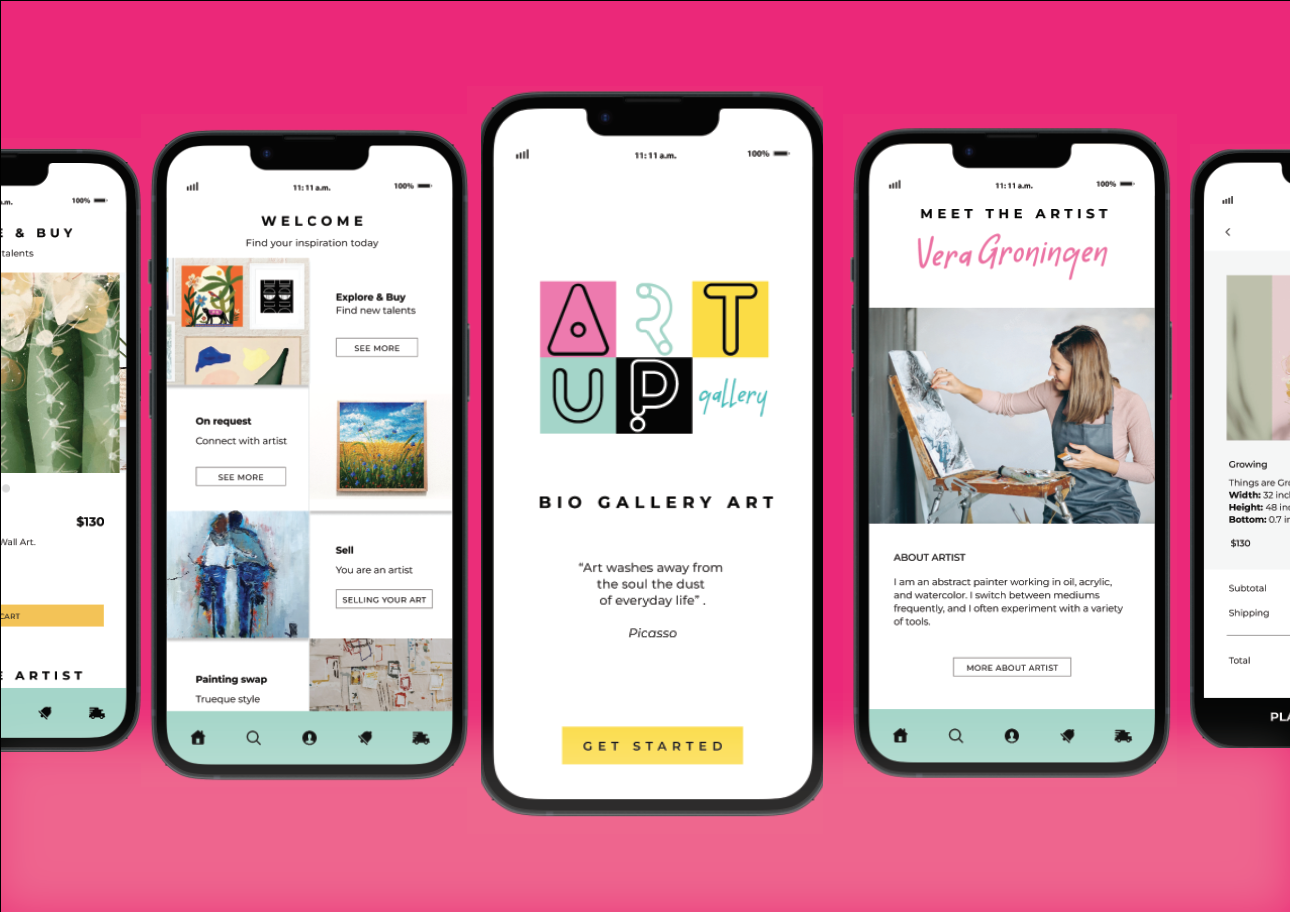 .m.
100%
E & BUY
talents
$130
Wall Art.
CART
E ARTIST
11:11 a.m.
100%
WELCOME
Find your inspiration today
Explore & Buy
Find new talents
SEE MORE
On request
Connect with artist
SEE MORE
Sell
You are an artist
SELLING YOUR ART
Painting swap
Trueque style
11:11 a.m.
100%
ART
UP
gallery
BIO GALLERY ART
“Art washes away from
the soul the dust
of everyday life” .
Picasso
GET STARTED
11:11 a.m.
100%
MEET THE ARTIST
Vera Groningen
ABOUT ARTIST
I am an abstract painter working in oil, acrylic,
and watercolor. I switch between mediums
frequently, and I often experiment with a variety
of tools.
MORE ABOUT ARTIST
Growing
Things are Gr
Width: 32 inc
Height: 48 in
Bottom: 0.7 i
$130
Subtotal
Shipping
Total
PLA